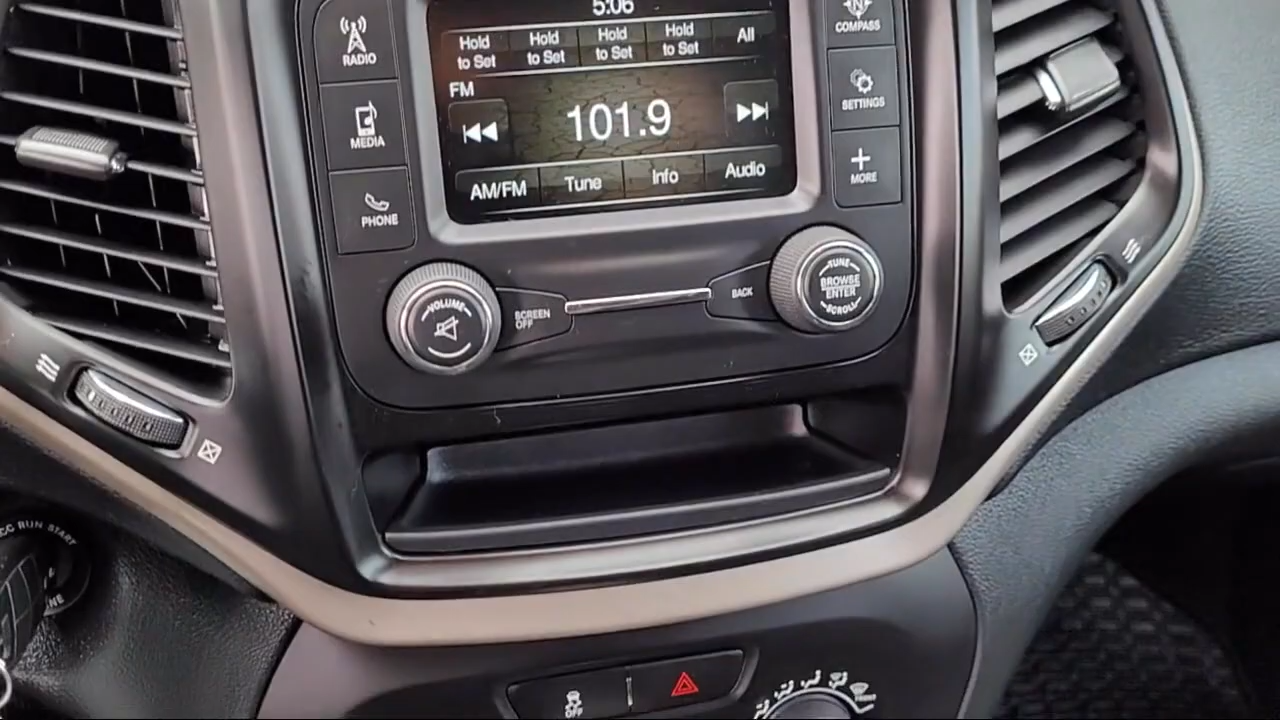 5:06
Hold to Set
Hold to Set
Hold to Set
Hold to Set
All
FM
101.9
AM/FM
Tune
Info
Audio
RADIO
MEDIA
PHONE
COMPASS
SETTINGS
MORE
VOLUME
SCREEN OFF
BACK
TUNE
BROWSE
ENTER
SCROLL
CC RUN START
OFF
FRONT